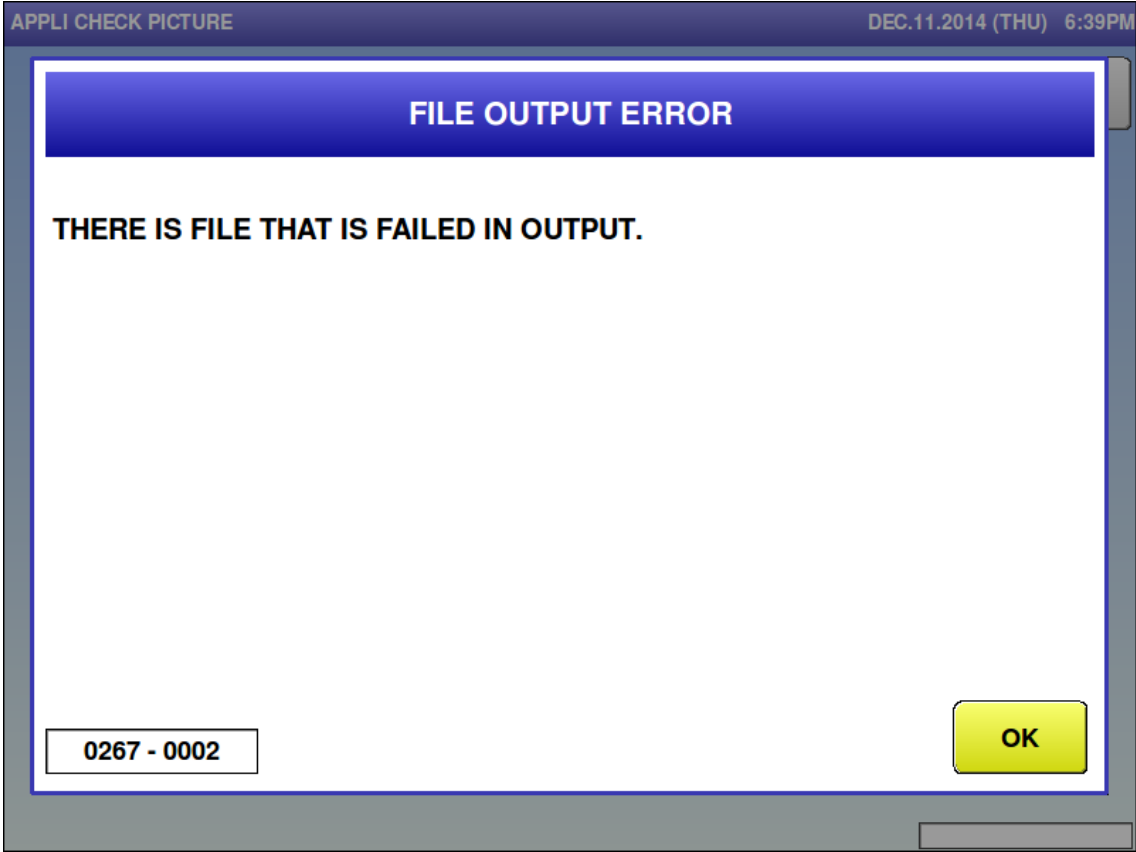 APPLI CHECK PICTURE DEC.11.2014 (THU) 6:39PM
FILE OUTPUT ERROR
THERE IS FILE THAT IS FAILED IN OUTPUT.
0267 - 0002
OK